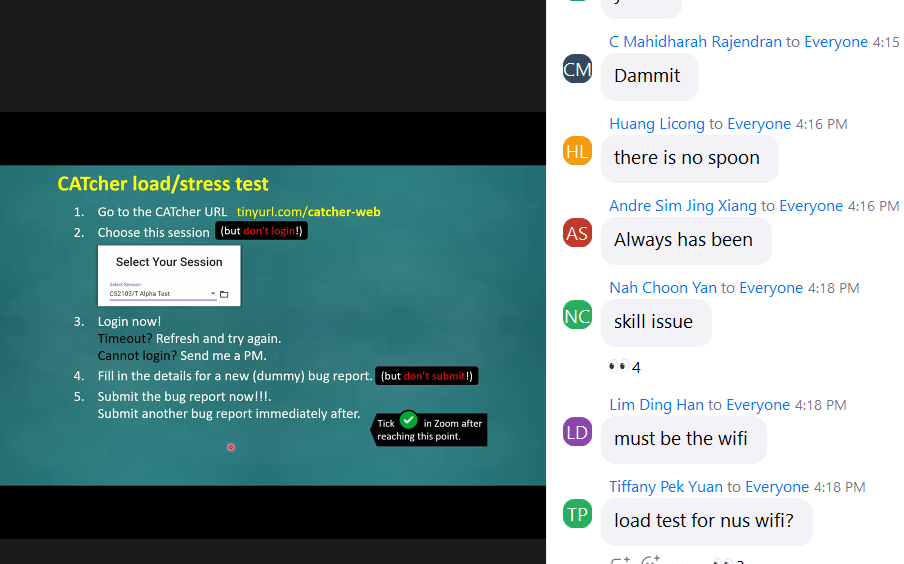 CATcher load/stress test
1. Go to the CATcher URL tinyurl.com/catcher-web
2. Choose this session (but don't login!)
Select Your Session
Select Session
CS2103/T Alpha Test
3. Login now!
Timeout? Refresh and try again.
Cannot login? Send me a PM.
4. Fill in the details for a new (dummy) bug report. (but don't submit!)
5. Submit the bug report now!!!.
Submit another bug report immediately after.
Tick in Zoom after
reaching this point.
C Mahidharah Rajendran to Everyone 4:15
CM
Dammit
Huang Licong to Everyone 4:16 PM
HL
there is no spoon
Andre Sim Jing Xiang to Everyone 4:16 PM
AS
Always has been
Nah Choon Yan to Everyone 4:18 PM
NC
skill issue
4
Lim Ding Han to Everyone 4:18 PM
LD
must be the wifi
Tiffany Pek Yuan to Everyone 4:18 PM
TP
load test for nus wifi?